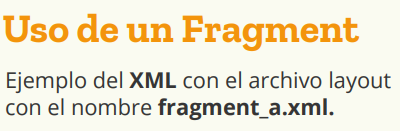 Uso de un Fragment
Ejemplo del XML con el archivo layout
con el nombre fragment_a.xml.